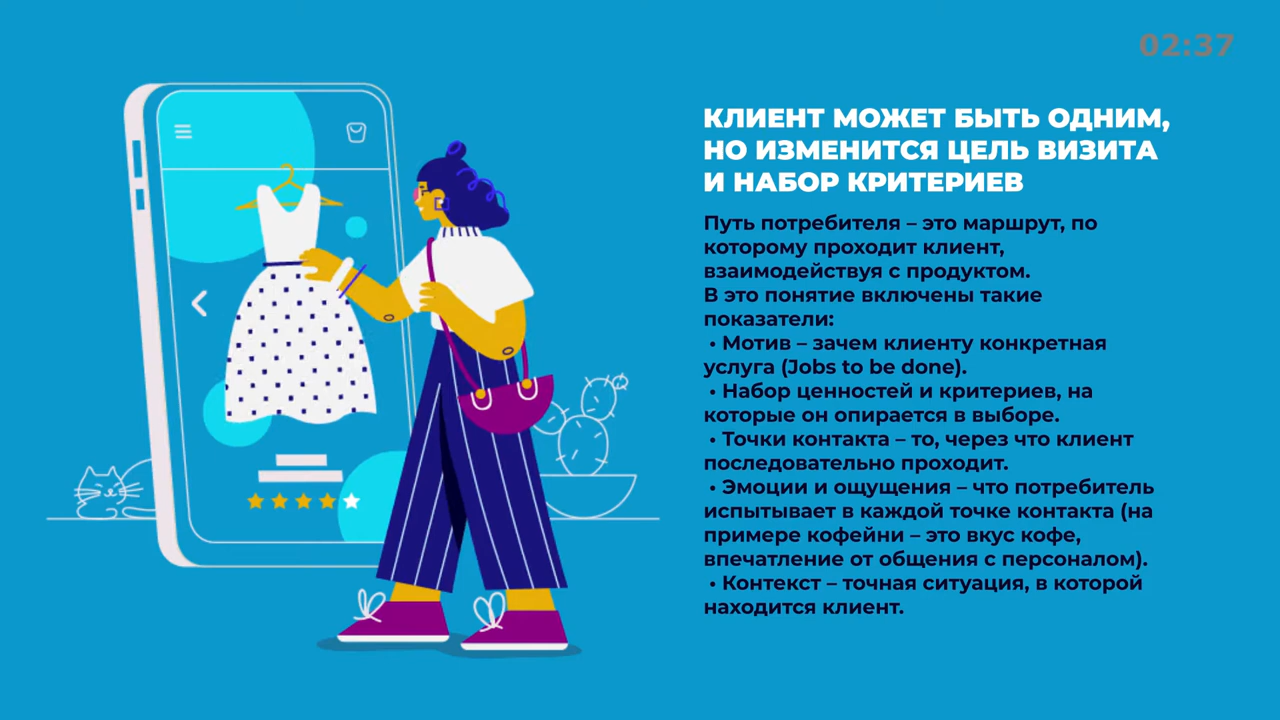 02:37
КЛИЕНТ МОЖЕТ БЫТЬ ОДНИМ,
НО ИЗМЕНИТСЯ ЦЕЛЬ ВИЗИТА
И НАБОР КРИТЕРИЕВ
Путь потребителя – это маршрут, по
которому проходит клиент,
взаимодействуя с продуктом.
В это понятие включены такие
показатели:
• Мотив – зачем клиенту конкретная
услуга (Jobs to be done).
• Набор ценностей и критериев, на
которые он опирается в выборе.
• Точки контакта – то, через что клиент
последовательно проходит.
• Эмоции и ощущения – что потребитель
испытывает в каждой точке контакта (на
примере кофейни – это вкус кофе,
впечатление от общения с персоналом).
• Контекст – точная ситуация, в которой
находится клиент.